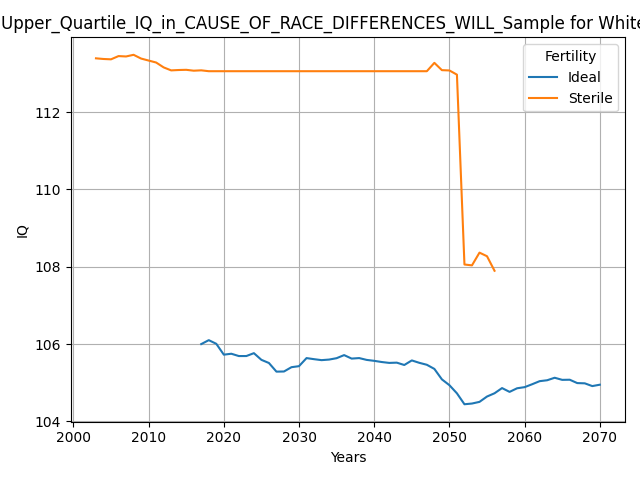 Upper_Quartile_IQ_in_CAUSE_OF_RACE_DIFFERENCES_WILL_Sample for White
Fertility
Ideal
Sterile
112
110
108
106
104
IQ
2000 2010 2020 2030 2040 2050 2060 2070
Years